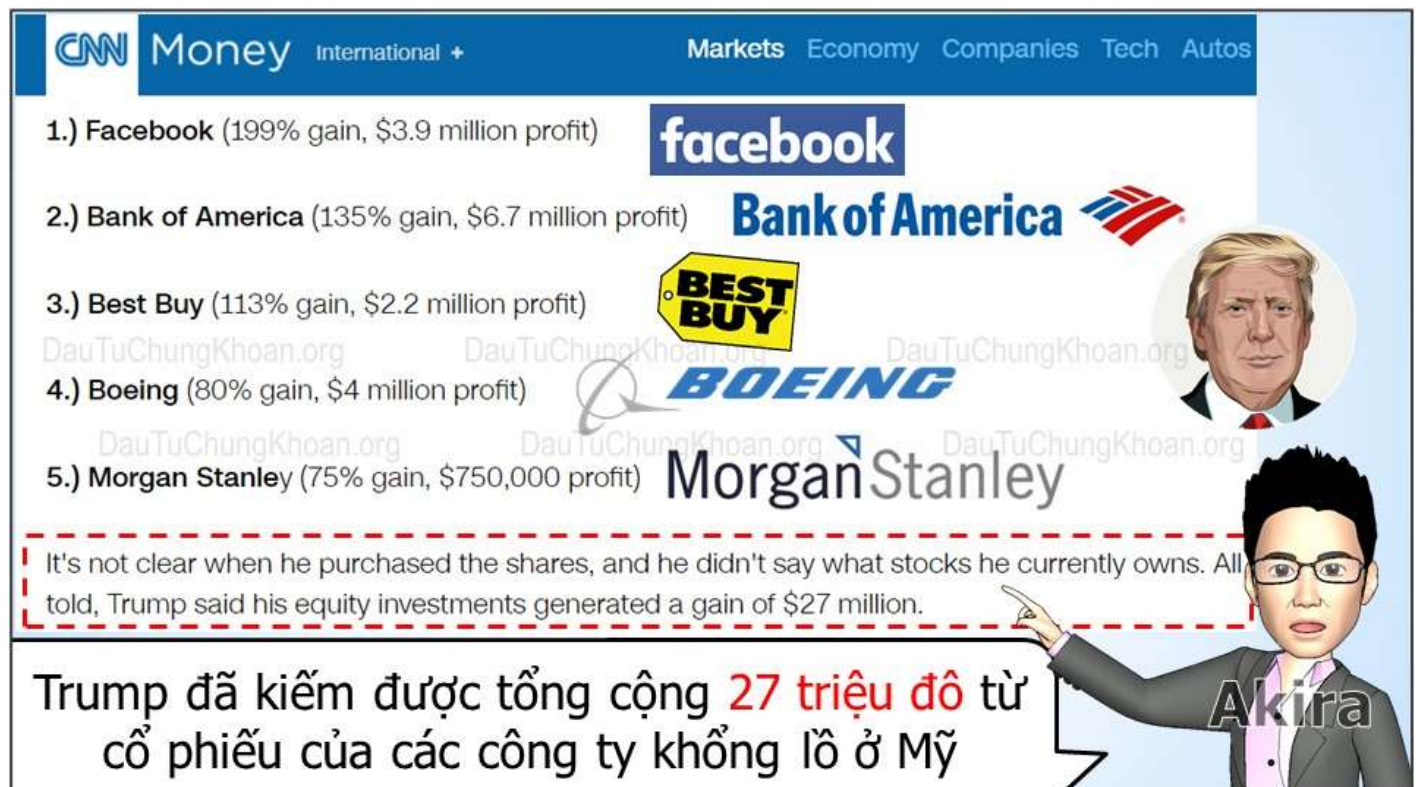 CNN Money International + Markets Economy Companies Tech Autos
1.) Facebook (199% gain, $3.9 million profit) facebook
2.) Bank of America (135% gain, $6.7 million profit) Bank of America
3.) Best Buy (113% gain, $2.2 million profit) BEST
BUY
DauTuChungKhoan.org DauTuChungKhoan.org DauTuChungKhoan.org
4.) Boeing (80% gain, $4 million profit) BOEING
DauTuChungKhoan.org DauTuChungKhoan.org DauTuChungKhoan.org
5.) Morgan Stanley (75% gain, $750,000 profit) Morgan Stanley
It's not clear when he purchased the shares, and he didn't say what stocks he currently owns. All
told, Trump said his equity investments generated a gain of $27 million.
Trump đã kiếm được tổng cộng 27 triệu đô từ
cổ phiếu của các công ty khổng lồ ở Mỹ
Akira